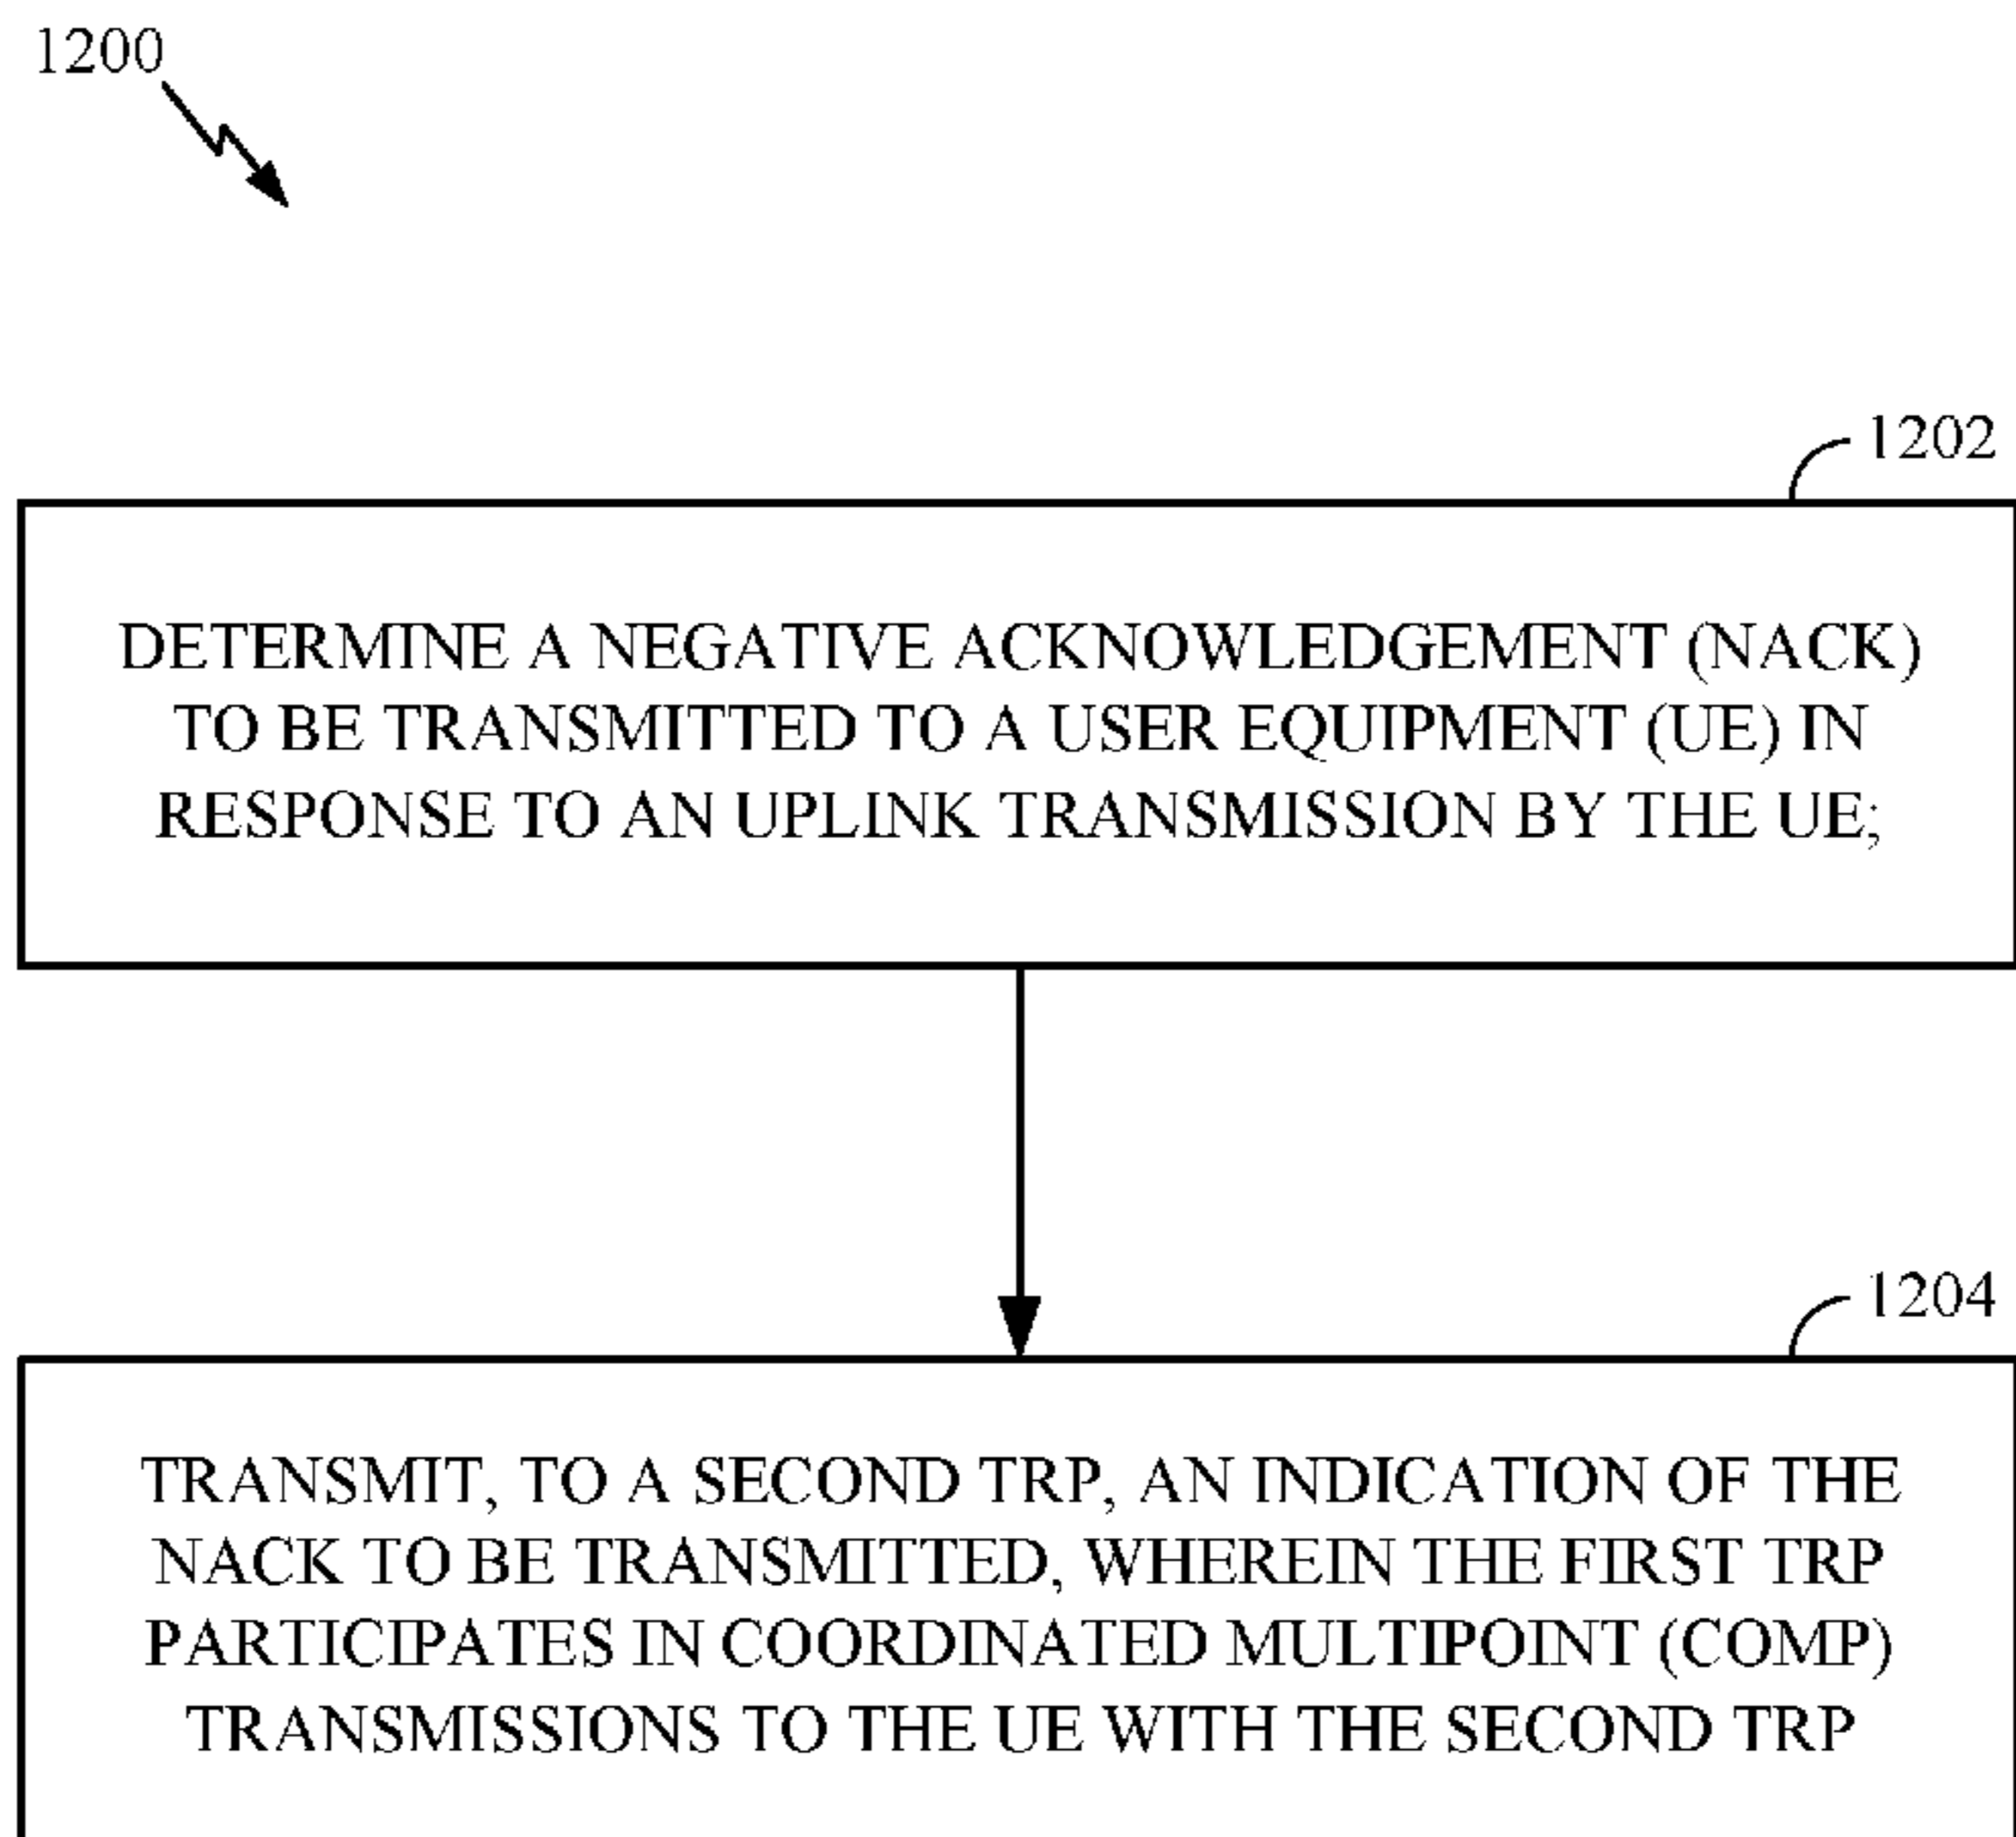 1200
1202
DETERMINE A NEGATIVE ACKNOWLEDGEMENT (NACK)
TO BE TRANSMITTED TO A USER EQUIPMENT (UE) IN
RESPONSE TO AN UPLINK TRANSMISSION BY THE UE;
1204
TRANSMIT, TO A SECOND TRP, AN INDICATION OF THE
NACK TO BE TRANSMITTED, WHEREIN THE FIRST TRP
PARTICIPATES IN COORDINATED MULTIPOINT (COMP)
TRANSMISSIONS TO THE UE WITH THE SECOND TRP